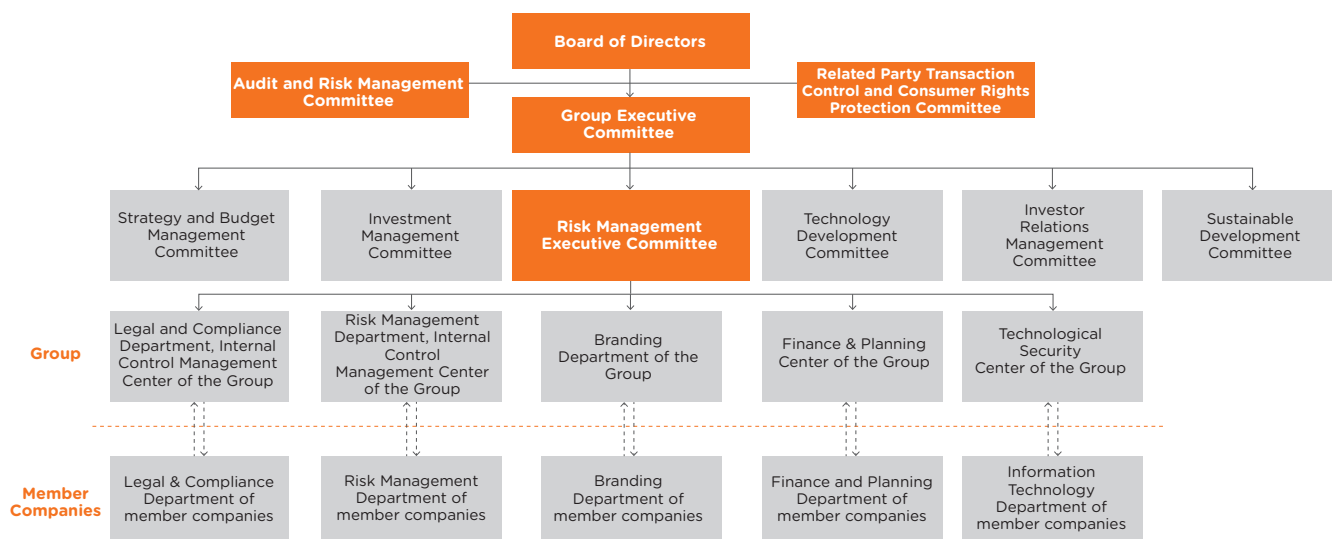 Board of Directors
Audit and Risk Management
Committee
Related Party Transaction
Control and Consumer Rights
Protection Committee
Group Executive
Committee
Strategy and Budget
Management
Committee
Investment
Management
Committee
Risk Management
Executive Committee
Technology
Development
Committee
Investor
Relations
Management
Committee
Sustainable
Development
Committee
Group
Legal and Compliance
Department, Internal
Control Management
Center of the Group
Risk Management
Department, Internal
Control
Management Center
of the Group
Branding
Department of the
Group
Finance & Planning
Center of the Group
Technological
Security
Center of the Group
Member
Companies
Legal & Compliance
Department of
member companies
Risk Management
Department of
member companies
Branding
Department of
member companies
Finance and Planning
Department of
member companies
Information
Technology
Department of
member companies